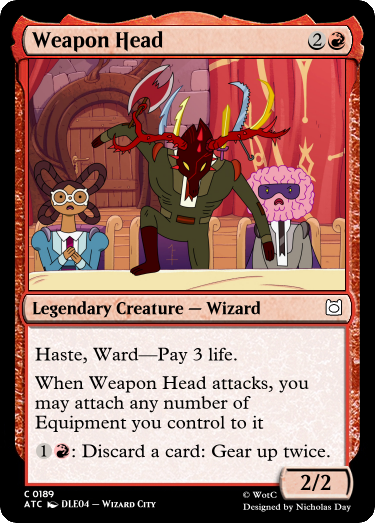 Weapon Head
2
Legendary Creature — Wizard
Haste, Ward—Pay 3 life.
When Weapon Head attacks, you
may attach any number of
Equipment you control to it
1 : Discard a card: Gear up twice.
2/2
C 0189
ATC DLE04 – Wizard City
© WotC
Designed by Nicholas Day